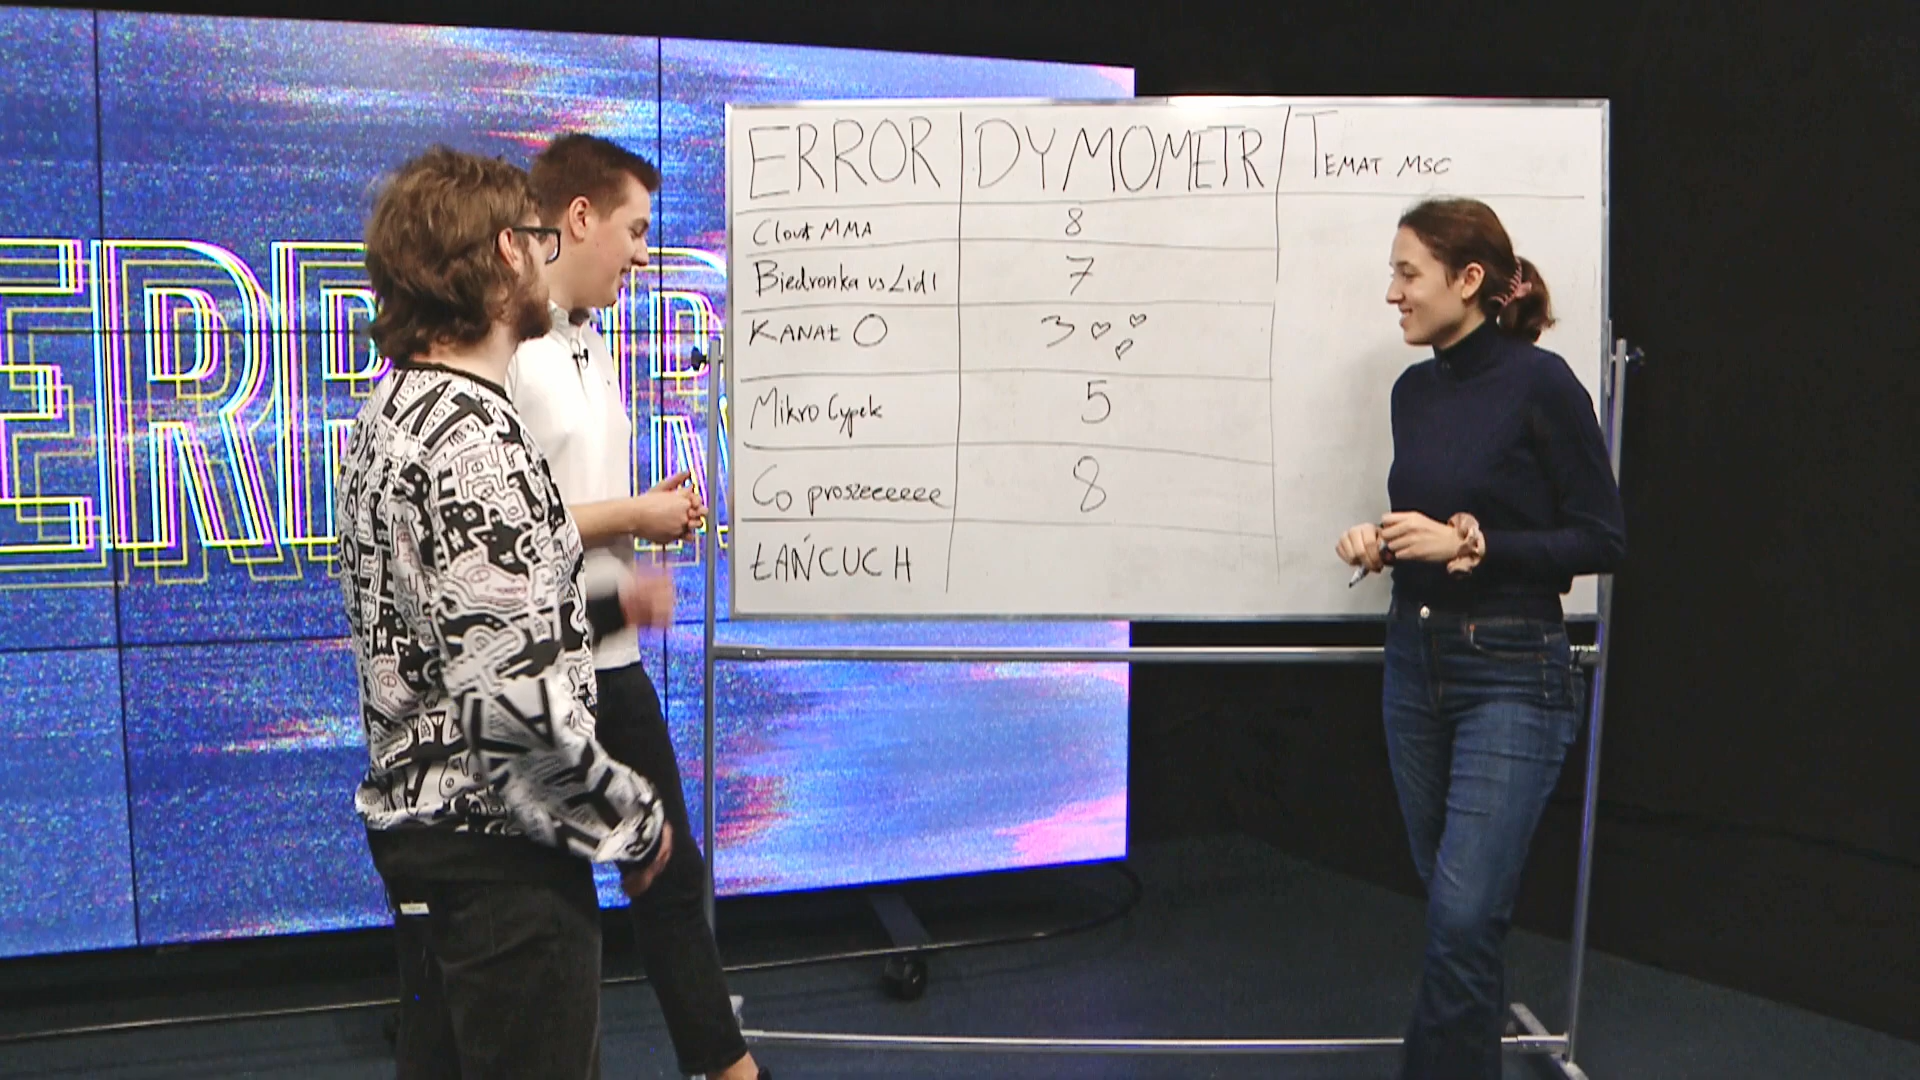 ERROR
ERROR DYMOMETR TEMAT MSC
Clout MMA 8
Biedronka vs Lidl 7
KANAŁ O 3
Mikro Cypek 5
Co proszeeeeee 8
ŁAŃCUCH